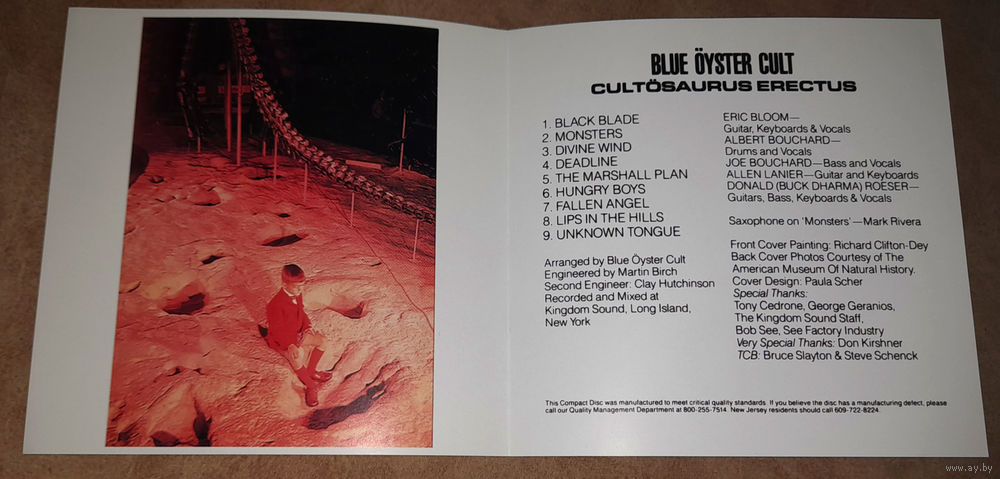 BLUE ÖYSTER CULT
CULTÖSAURUS ERECTUS
1. BLACK BLADE
2. MONSTERS
3. DIVINE WIND
4. DEADLINE
5. THE MARSHALL PLAN
6. HUNGRY BOYS
7. FALLEN ANGEL
8. LIPS IN THE HILLS
9. UNKNOWN TONGUE
Arranged by Blue Öyster Cult
Engineered by Martin Birch
Second Engineer: Clay Hutchinson
Recorded and Mixed at
Kingdom Sound, Long Island,
New York
ERIC BLOOM—
Guitar, Keyboards & Vocals
ALBERT BOUCHARD—
Drums and Vocals
JOE BOUCHARD—Bass and Vocals
ALLEN LANIER—Guitar and Keyboards
DONALD (BUCK DHARMA) ROESER—
Guitars, Bass, Keyboards & Vocals
Saxophone on 'Monsters'—Mark Rivera
Front Cover Painting: Richard Clifton-Dey
Back Cover Photos Courtesy of The
American Museum Of Natural History.
Cover Design: Paula Scher
Special Thanks:
Tony Cedrone, George Geranios,
The Kingdom Sound Staff,
Bob See, See Factory Industry
Very Special Thanks: Don Kirshner
TCB: Bruce Slayton & Steve Schenck
This Compact Disc was manufactured to meet critical quality standards. If you believe the disc has a manufacturing defect, please
call our Quality Management Department at 800-255-7514. New Jersey residents should call 609-722-8224.
www.ay.by